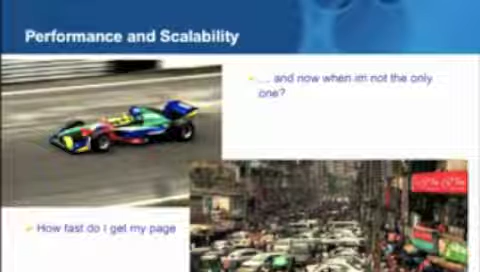 Performance and Scalability
... and now when im not the only
one?
How fast do I get my page